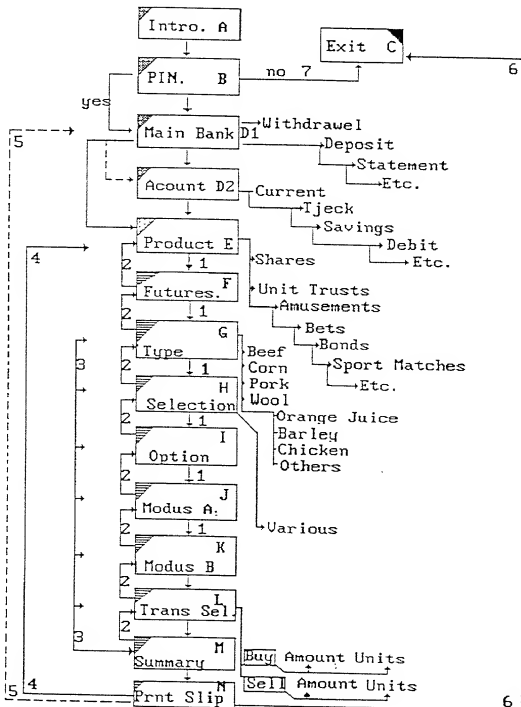 Intro. A
Exit C
6
no 7
PIN. B
yes
5
Withdrawel
Main Bank D1
Deposit
Statement
Etc.
Acount D2
Current
Tjeck
Savings
Debit
Etc.
Product E
4
2
1
Shares
F
Futures.
Unit Trusts
Amusements
2
1
Bets
G
Type
Bonds
3
Beef
Sport Matches
2
1
Corn
Etc.
H
Pork
Selection
Wool
Orange Juice
2
1
Barley
I
Option
Chicken
Others
2
1
J
Modus A.
2
1
Various
K
Modus B
2
L
Trans Sel.
2
3
M
Summary
Buy Amount Units
4
N
Sell Amount Units
5
Prnt Slip
6